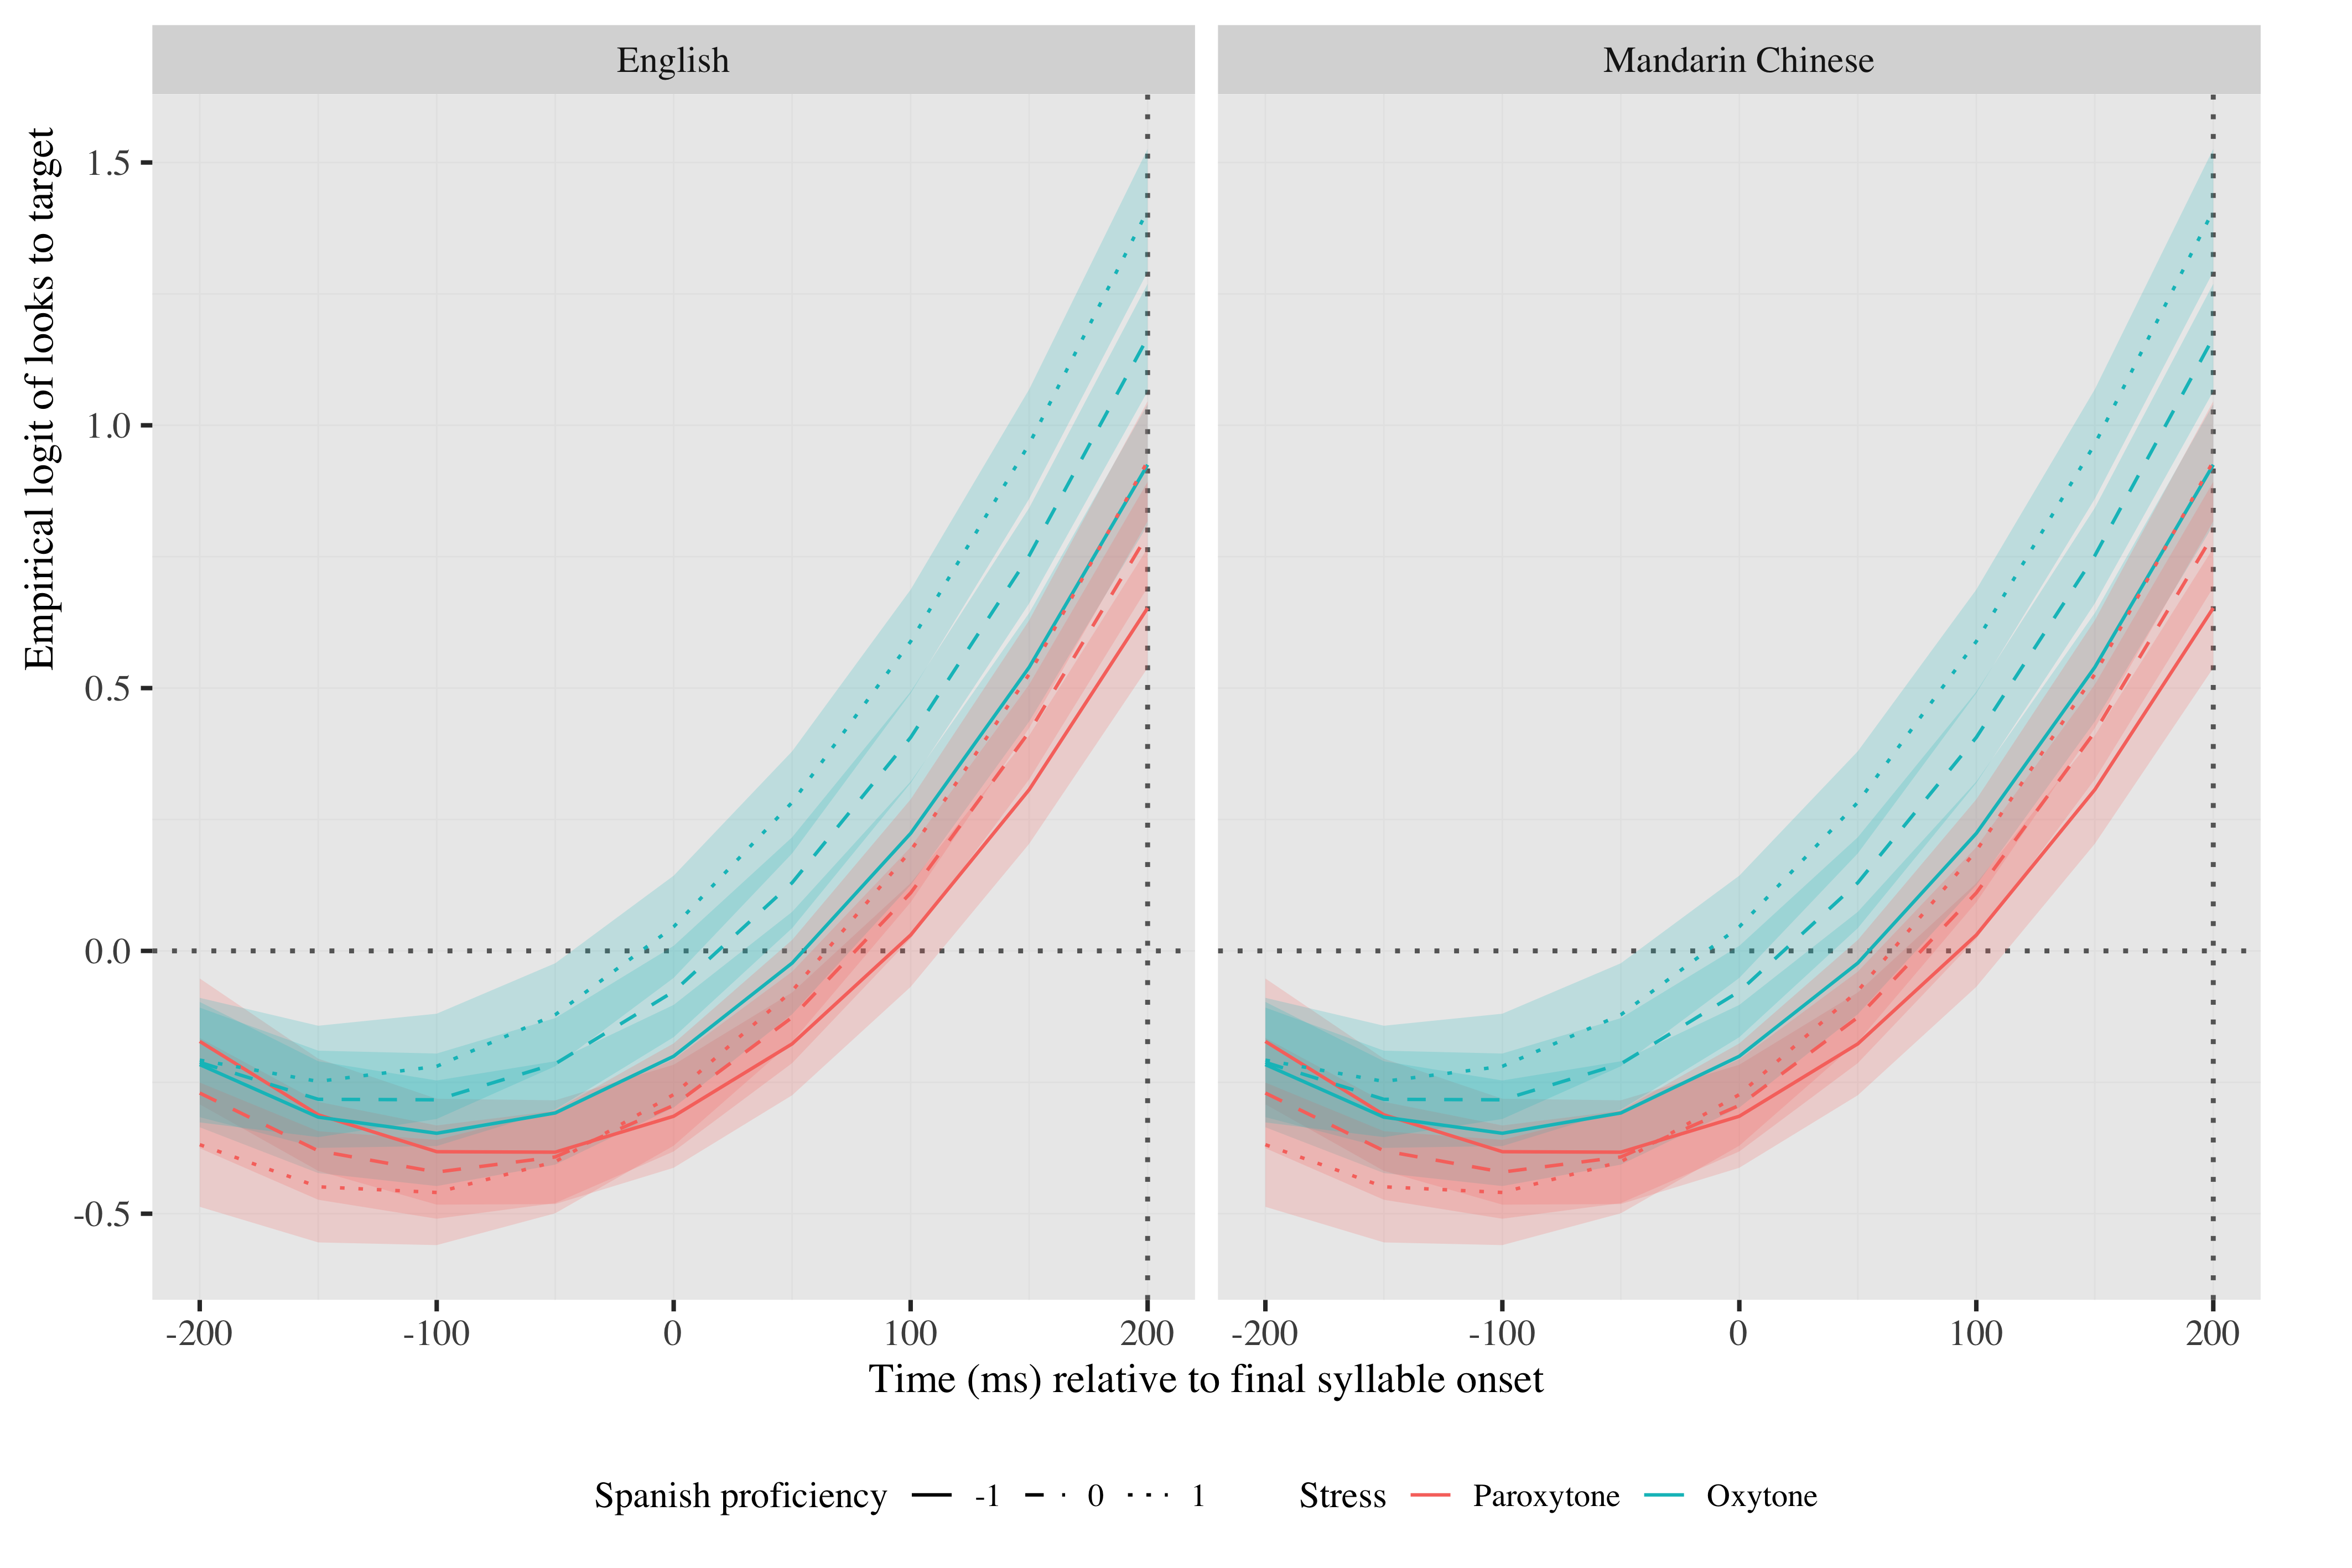 English
Mandarin Chinese
Empirical logit of looks to target
1.5
1.0
0.5
0.0
-0.5
-200 -100 0 100 200
-200 -100 0 100 200
Time (ms) relative to final syllable onset
Spanish proficiency -1 0 1 Stress Paroxytone Oxytone